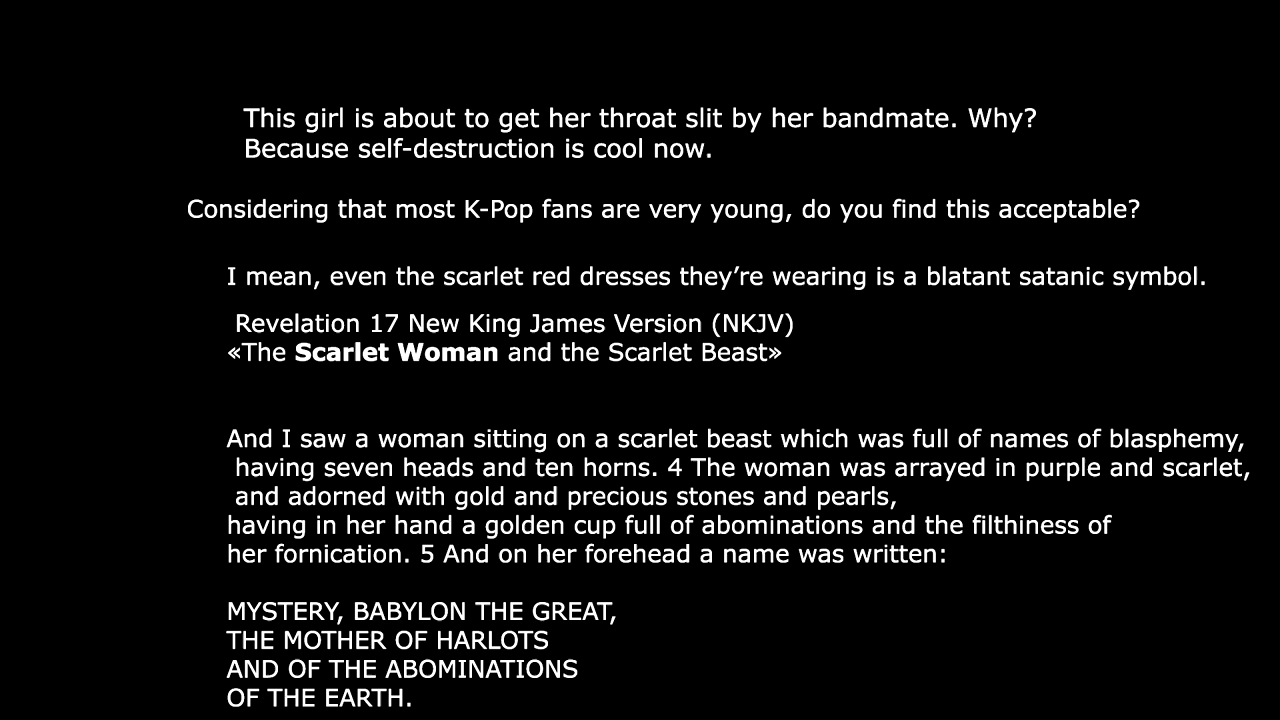 This girl is about to get her throat slit by her bandmate. Why?
Because self-destruction is cool now.
Considering that most K-Pop fans are very young, do you find this acceptable?
I mean, even the scarlet red dresses they’re wearing is a blatant satanic symbol.
Revelation 17 New King James Version (NKJV)
«The Scarlet Woman and the Scarlet Beast»
And I saw a woman sitting on a scarlet beast which was full of names of blasphemy,
having seven heads and ten horns. 4 The woman was arrayed in purple and scarlet,
and adorned with gold and precious stones and pearls,
having in her hand a golden cup full of abominations and the filthiness of
her fornication. 5 And on her forehead a name was written:
MYSTERY, BABYLON THE GREAT,
THE MOTHER OF HARLOTS
AND OF THE ABOMINATIONS
OF THE EARTH.